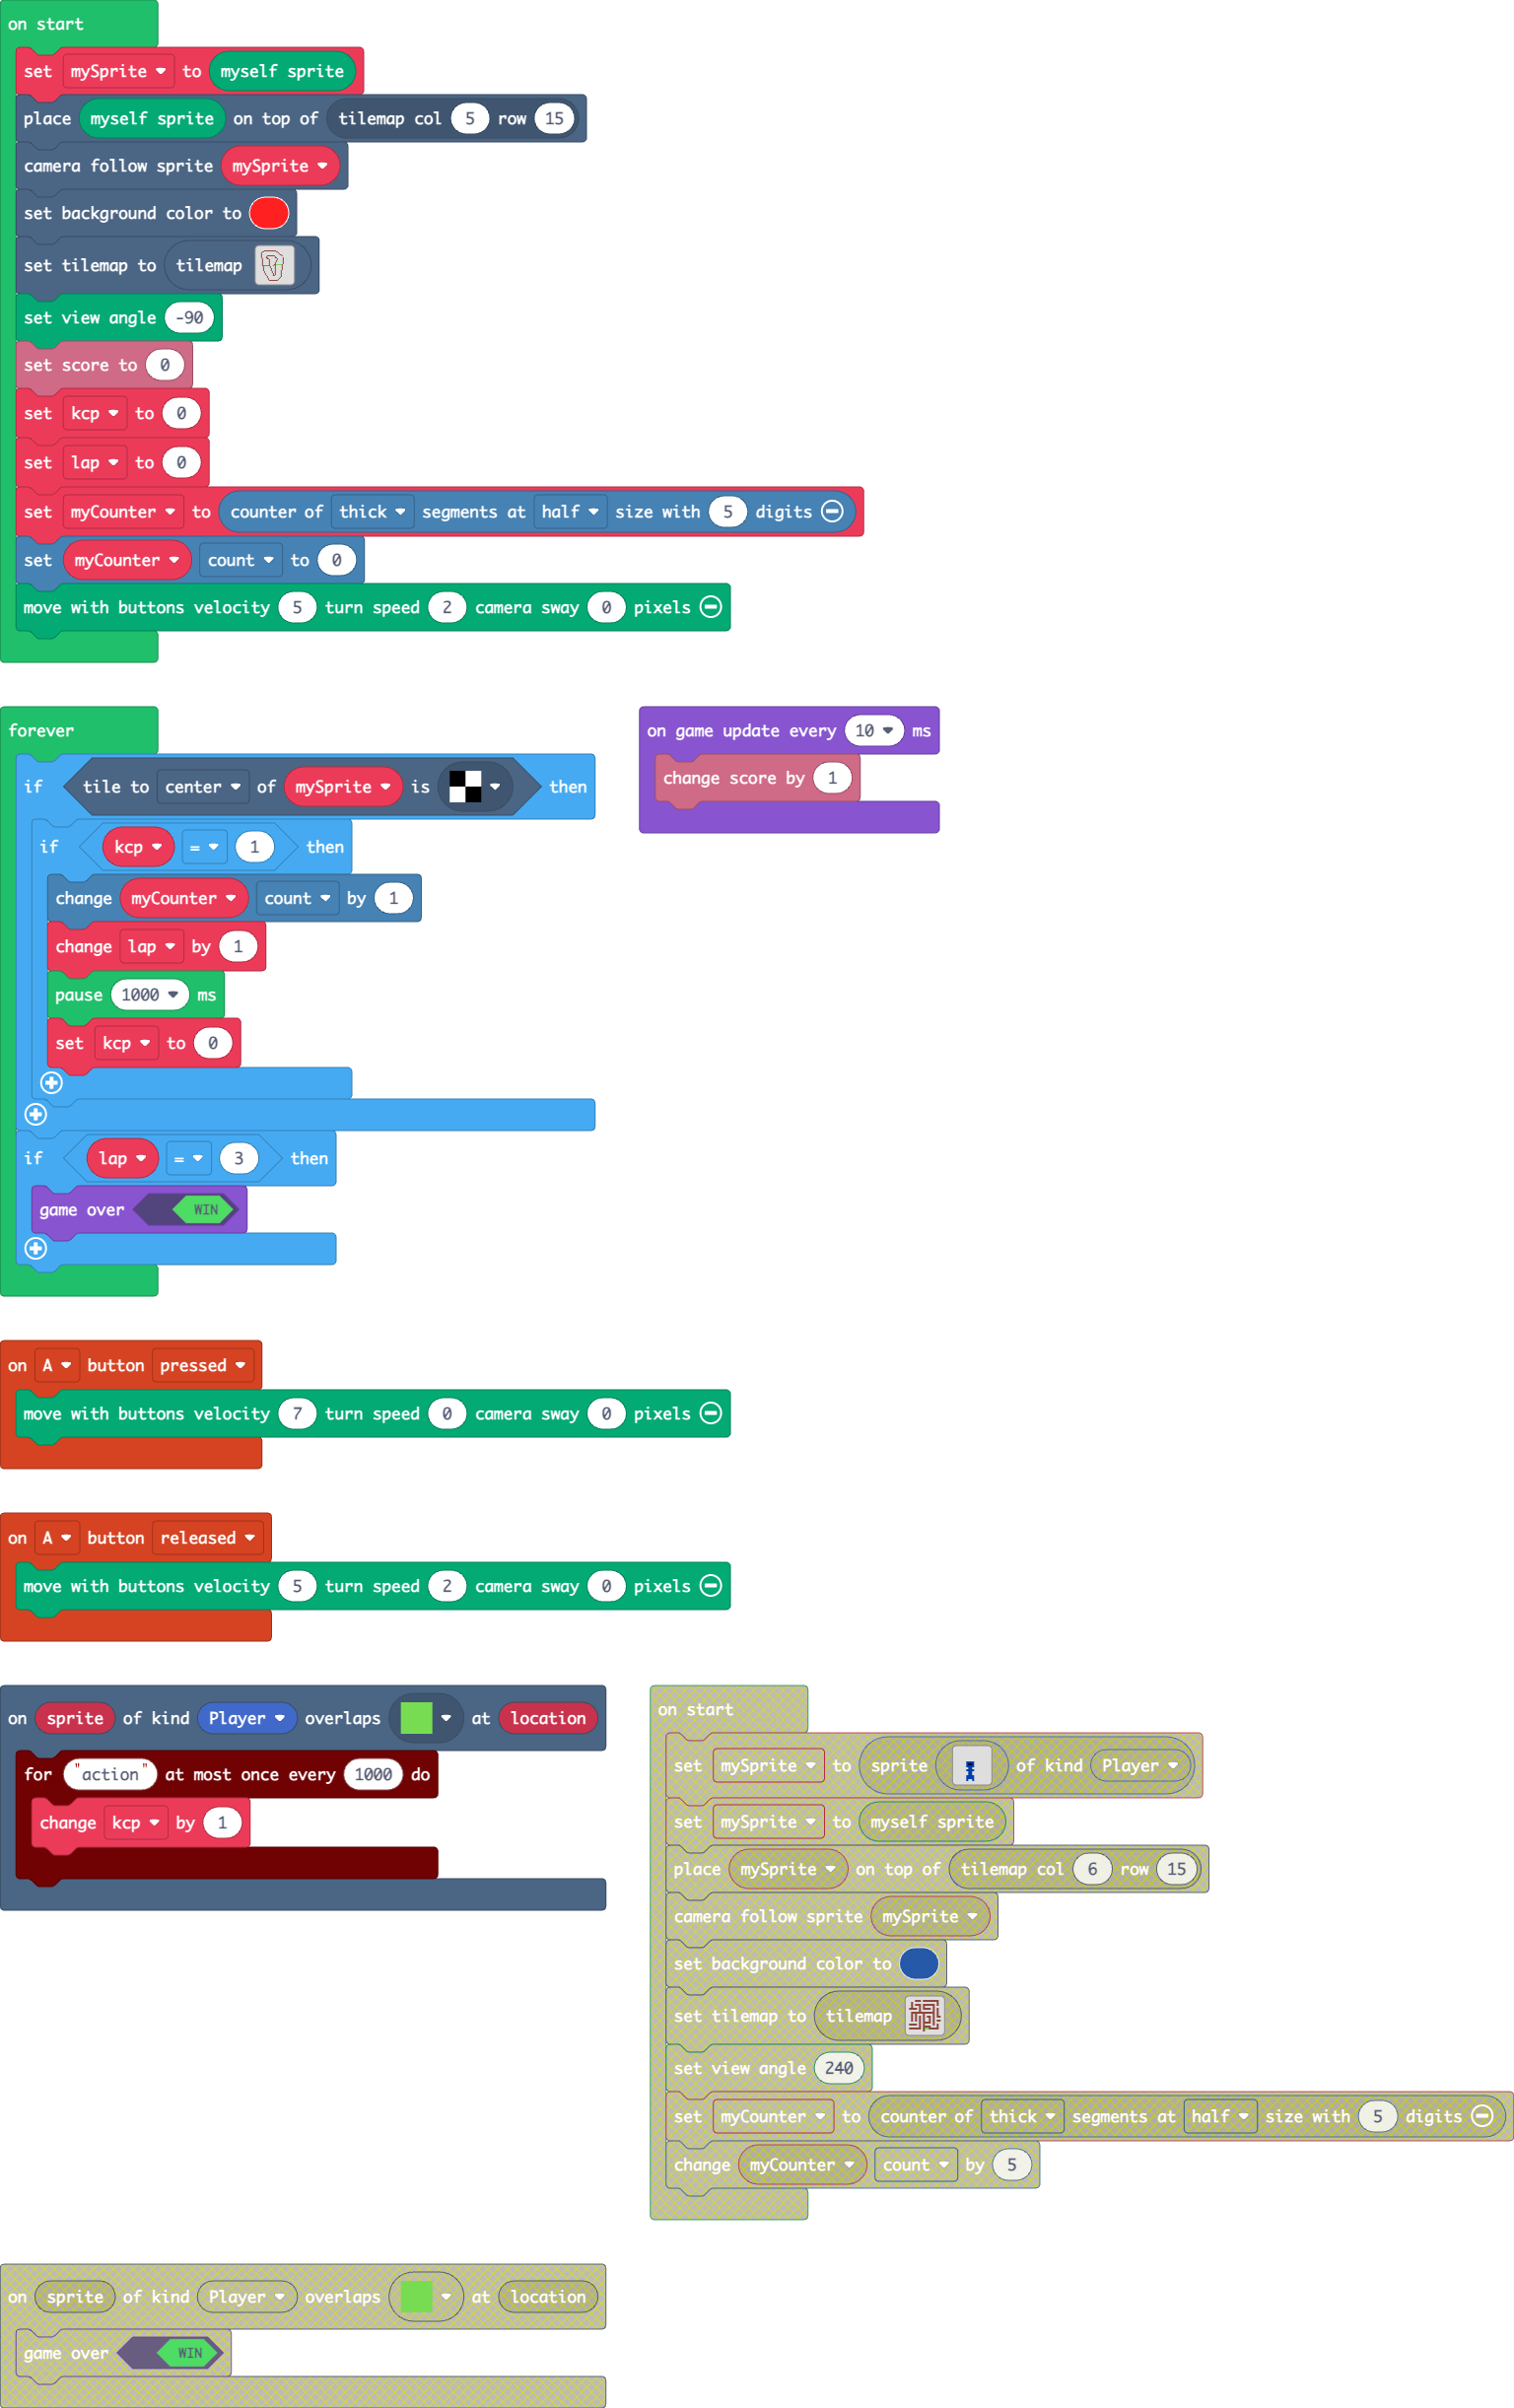 on start
set mySprite to myself sprite
place myself sprite on top of tilemap col 5 row 15
camera follow sprite mySprite
set background color to
set tilemap to tilemap
set view angle -90
set score to 0
set kcp to 0
set lap to 0
set myCounter to counter of thick segments at half size with 5 digits
set myCounter count to 0
move with buttons velocity 5 turn speed 2 camera sway 0 pixels
forever
if tile to center of mySprite is then
if kcp = 1 then
change myCounter count by 1
change lap by 1
pause 1000 ms
set kcp to 0
if lap = 3 then
game over WIN
on game update every 10 ms
change score by 1
on A button pressed
move with buttons velocity 7 turn speed 0 camera sway 0 pixels
on A button released
move with buttons velocity 5 turn speed 2 camera sway 0 pixels
on sprite of kind Player overlaps at location
for "action" at most once every 1000 do
change kcp by 1
on start
set mySprite to sprite of kind Player
set mySprite to myself sprite
place mySprite on top of tilemap col 6 row 15
camera follow sprite mySprite
set background color to
set tilemap to tilemap
set view angle 240
set myCounter to counter of thick segments at half size with 5 digits
change myCounter count by 5
on sprite of kind Player overlaps at location
game over WIN